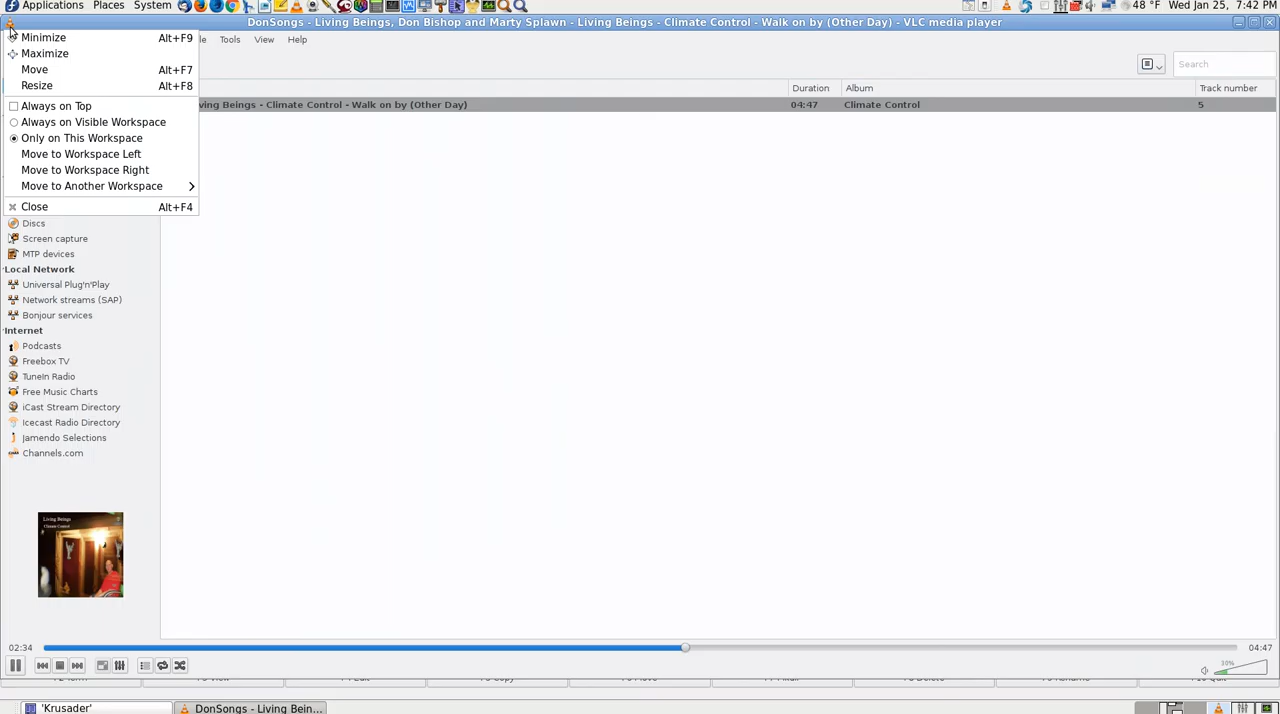 Applications Places System 48 °F Wed Jan 25, 7:42 PM
DonSongs - Living Beings, Don Bishop and Marty Splawn - Living Beings - Climate Control - Walk on by (Other Day) - VLC media player
Minimize Alt+F9
Tools View Help
Maximize
Move Alt+F7
Search
Resize Alt+F8
Duration Album Track number
Always on Top
ving Beings - Climate Control - Walk on by (Other Day) 04:47 Climate Control 5
Always on Visible Workspace
Only on This Workspace
Move to Workspace Left
Move to Workspace Right
Move to Another Workspace
Close Alt+F4
Discs
Screen capture
MTP devices
Local Network
Universal Plug'n'Play
Network streams (SAP)
Bonjour services
Internet
Podcasts
Freebox TV
TuneIn Radio
Free Music Charts
iCast Stream Directory
Icecast Radio Directory
Jamendo Selections
Channels.com
Living Beings
Climate Control
02:34 04:47
30%
'Krusader'
DonSongs - Living Bein...